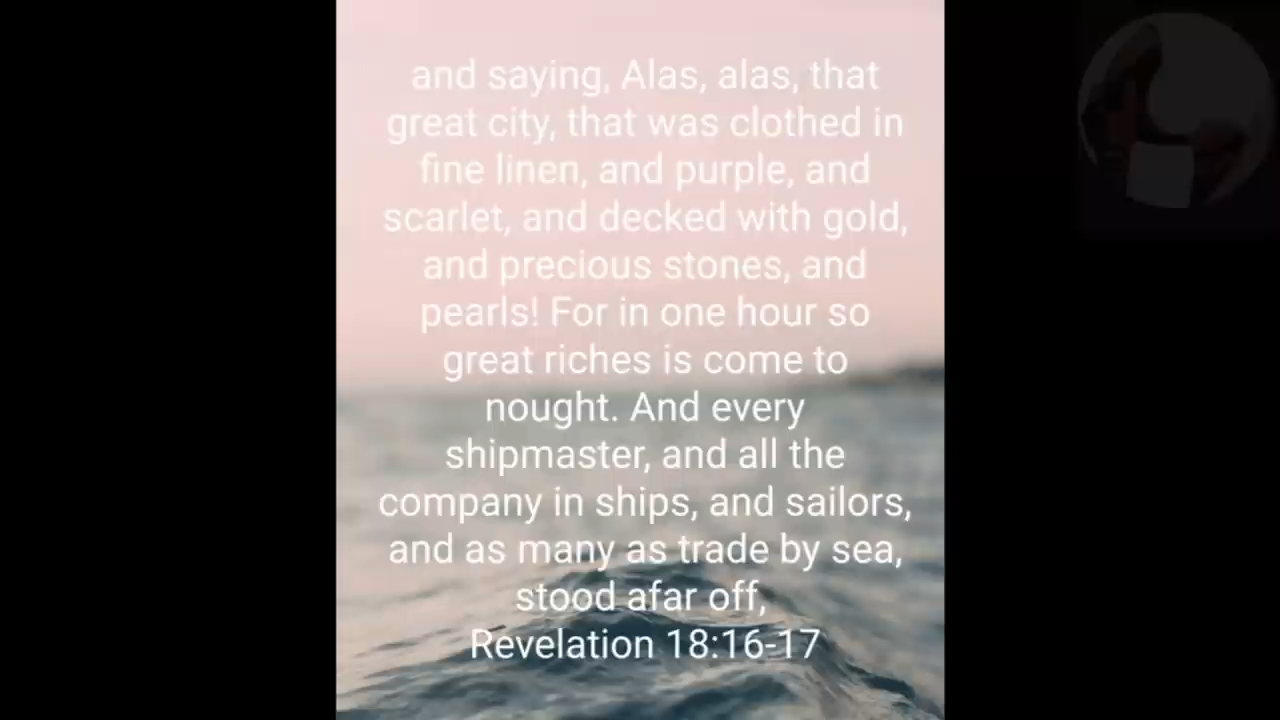 and saying, Alas, alas, that
great city, that was clothed in
fine linen, and purple, and
scarlet, and decked with gold,
and precious stones, and
pearls! For in one hour so
great riches is come to
nought. And every
shipmaster, and all the
company in ships, and sailors,
and as many as trade by sea,
stood afar off,
Revelation 18:16-17